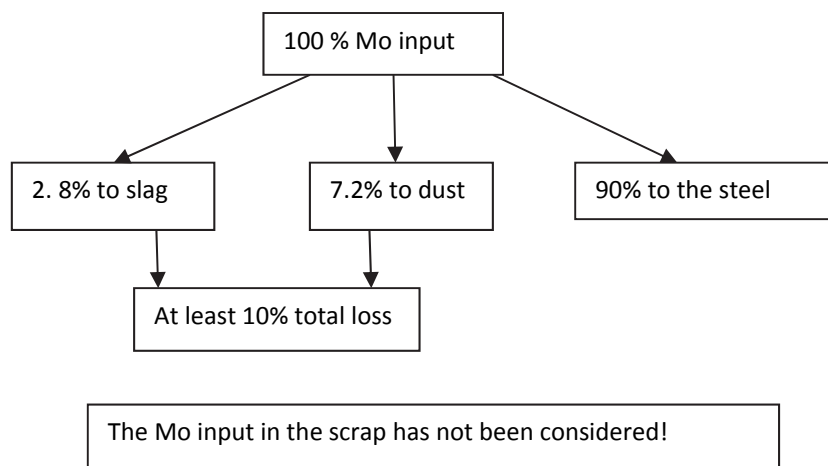 100 % Mo input
2. 8% to slag
7.2% to dust
90% to the steel
At least 10% total loss
The Mo input in the scrap has not been considered!